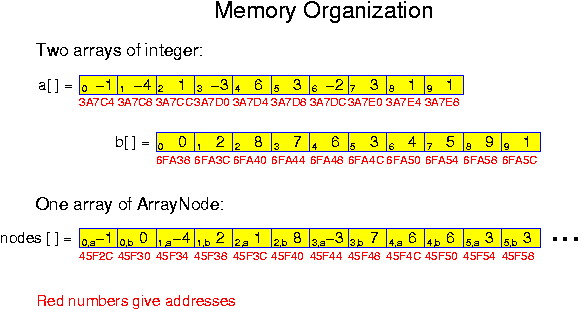 Memory Organization
Two arrays of integer:
a[ ] = 0 −1 1 −4 2 1 3 −3 4 6 5 3 6 −2 7 3 8 1 9 1
3A7C4 3A7C8 3A7CC 3A7D0 3A7D4 3A7D8 3A7DC 3A7E0 3A7E4 3A7E8
b[ ] = 0 0 1 2 2 8 3 7 4 6 5 3 6 4 7 5 8 9 9 1
6FA38 6FA3C 6FA40 6FA44 6FA48 6FA4C 6FA50 6FA54 6FA58 6FA5C
One array of ArrayNode:
nodes [ ] = 0,a −1 0,b 0 1,a −4 1,b 2 2,a 1 2,b 8 3,a −3 3,b 7 4,a 6 4,b 6 5,a 3 5,b 3 ...
45F2C 45F30 45F34 45F38 45F3C 45F40 45F44 45F48 45F4C 45F50 45F54 45F58
Red numbers give addresses